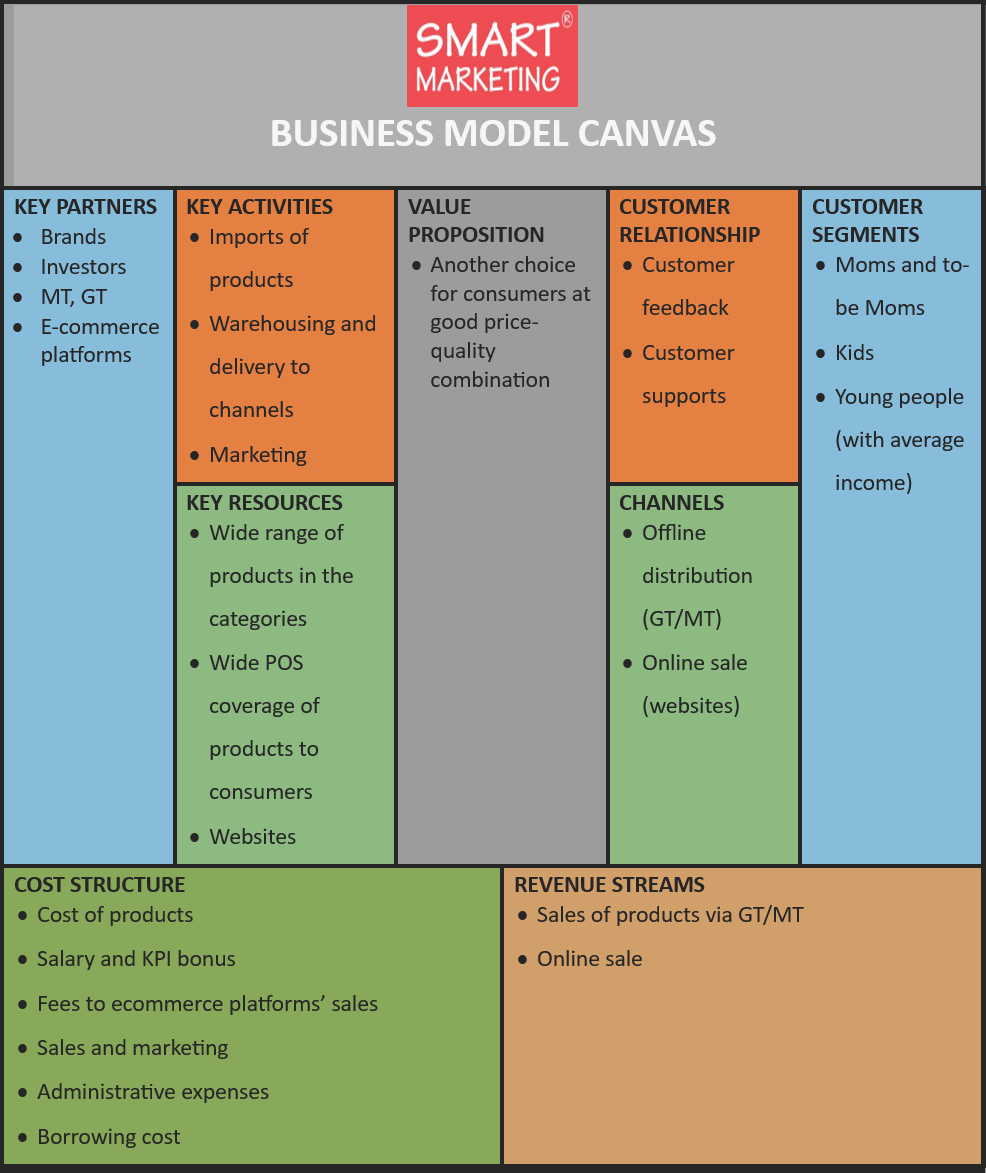 SMART®
MARKETING
BUSINESS MODEL CANVAS
KEY PARTNERS
• Brands
• Investors
• MT, GT
• E-commerce
platforms
KEY ACTIVITIES
• Imports of
products
• Warehousing and
delivery to
channels
• Marketing
KEY RESOURCES
• Wide range of
products in the
categories
• Wide POS
coverage of
products to
consumers
• Websites
VALUE
PROPOSITION
• Another choice
for consumers at
good price-
quality
combination
CUSTOMER
RELATIONSHIP
• Customer
feedback
• Customer
supports
CHANNELS
• Offline
distribution
(GT/MT)
• Online sale
(websites)
CUSTOMER
SEGMENTS
• Moms and to-
be Moms
• Kids
• Young people
(with average
income)
COST STRUCTURE
• Cost of products
• Salary and KPI bonus
• Fees to ecommerce platforms’ sales
• Sales and marketing
• Administrative expenses
• Borrowing cost
REVENUE STREAMS
• Sales of products via GT/MT
• Online sale